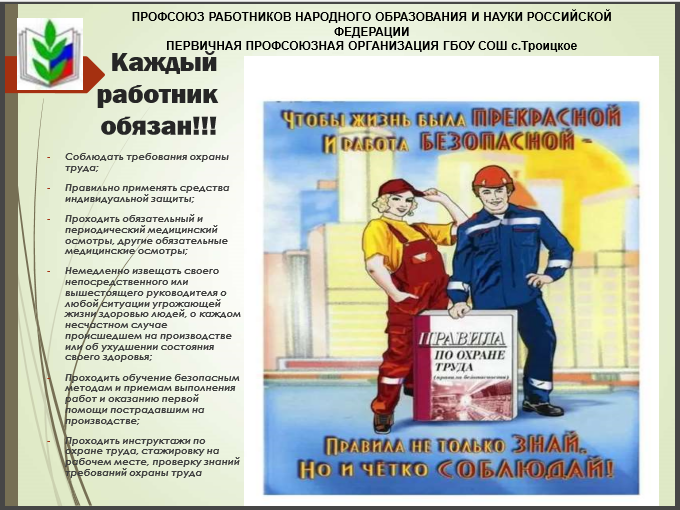 ПРОФСОЮЗ РАБОТНИКОВ НАРОДНОГО ОБРАЗОВАНИЯ И НАУКИ РОССИЙСКОЙ
ФЕДЕРАЦИИ
ПЕРВИЧНАЯ ПРОФСОЮЗНАЯ ОРГАНИЗАЦИЯ ГБОУ СОШ с.Троицкое
Каждый
работник
обязан!!!
- Соблюдать требования охраны
труда;
- Правильно применять средства
индивидуальной защиты;
- Проходить обязательный и
периодический медицинский
осмотры, другие обязательные
медицинские осмотры;
- Немедленно извещать своего
непосредственного или
вышестоящего руководителя о
любой ситуации угрожающей
жизни здоровью людей, о каждом
несчастном случае
происшедшем на производстве
или об ухудшении состояния
своего здоровья;
- Проходить обучение безопасным
методам и приемам выполнения
работ и оказанию первой
помощи пострадавшим на
производстве;
- Проходить инструктажи по
охране труда, стажировку на
рабочем месте, проверку знаний
требований охраны труда
Чтобы жизнь была ПРЕКРАСНОЙ
И работа БЕЗОПАСНОЙ -
ПРАВИЛА
ПО ОХРАНЕ
ТРУДА
(правила безопасности)
Правила не только ЗНАЙ,
Но и чётко СОБЛЮДАЙ!